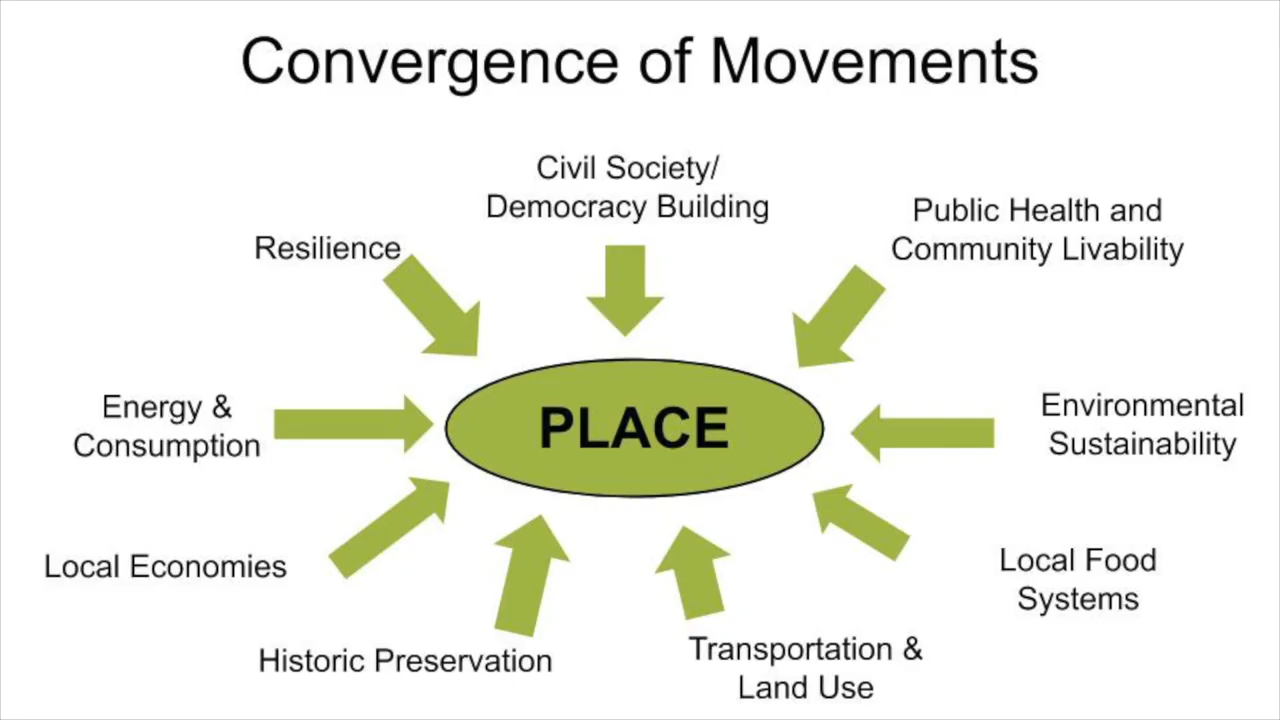 Convergence of Movements
Civil Society/
Democracy Building
Public Health and
Community Livability
Resilience
Energy &
Consumption
PLACE
Environmental
Sustainability
Local Economies
Local Food
Systems
Historic Preservation
Transportation &
Land Use